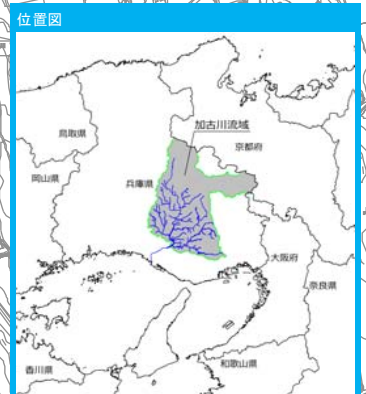 位置図
加古川流域
鳥取県
京都府
岡山県
兵庫県
大阪府
奈良県
香川県
和歌山県